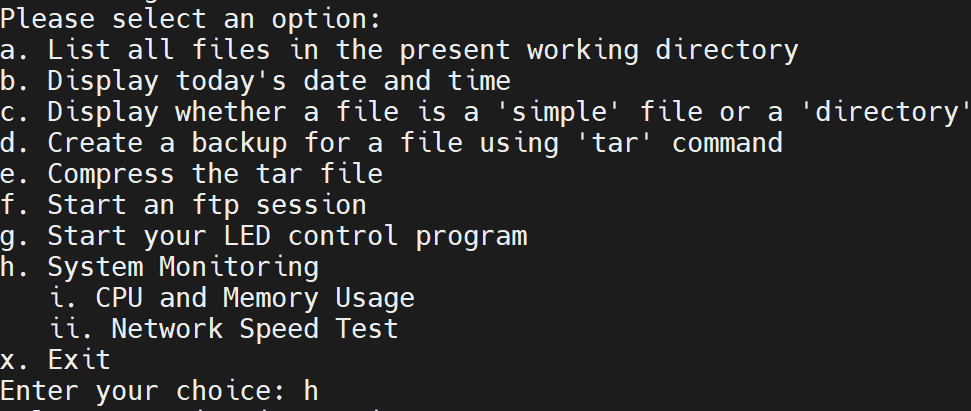 Please select an option:
a. List all files in the present working directory
b. Display today's date and time
c. Display whether a file is a 'simple' file or a 'directory'
d. Create a backup for a file using 'tar' command
e. Compress the tar file
f. Start an ftp session
g. Start your LED control program
h. System Monitoring
   i. CPU and Memory Usage
   ii. Network Speed Test
x. Exit
Enter your choice: h